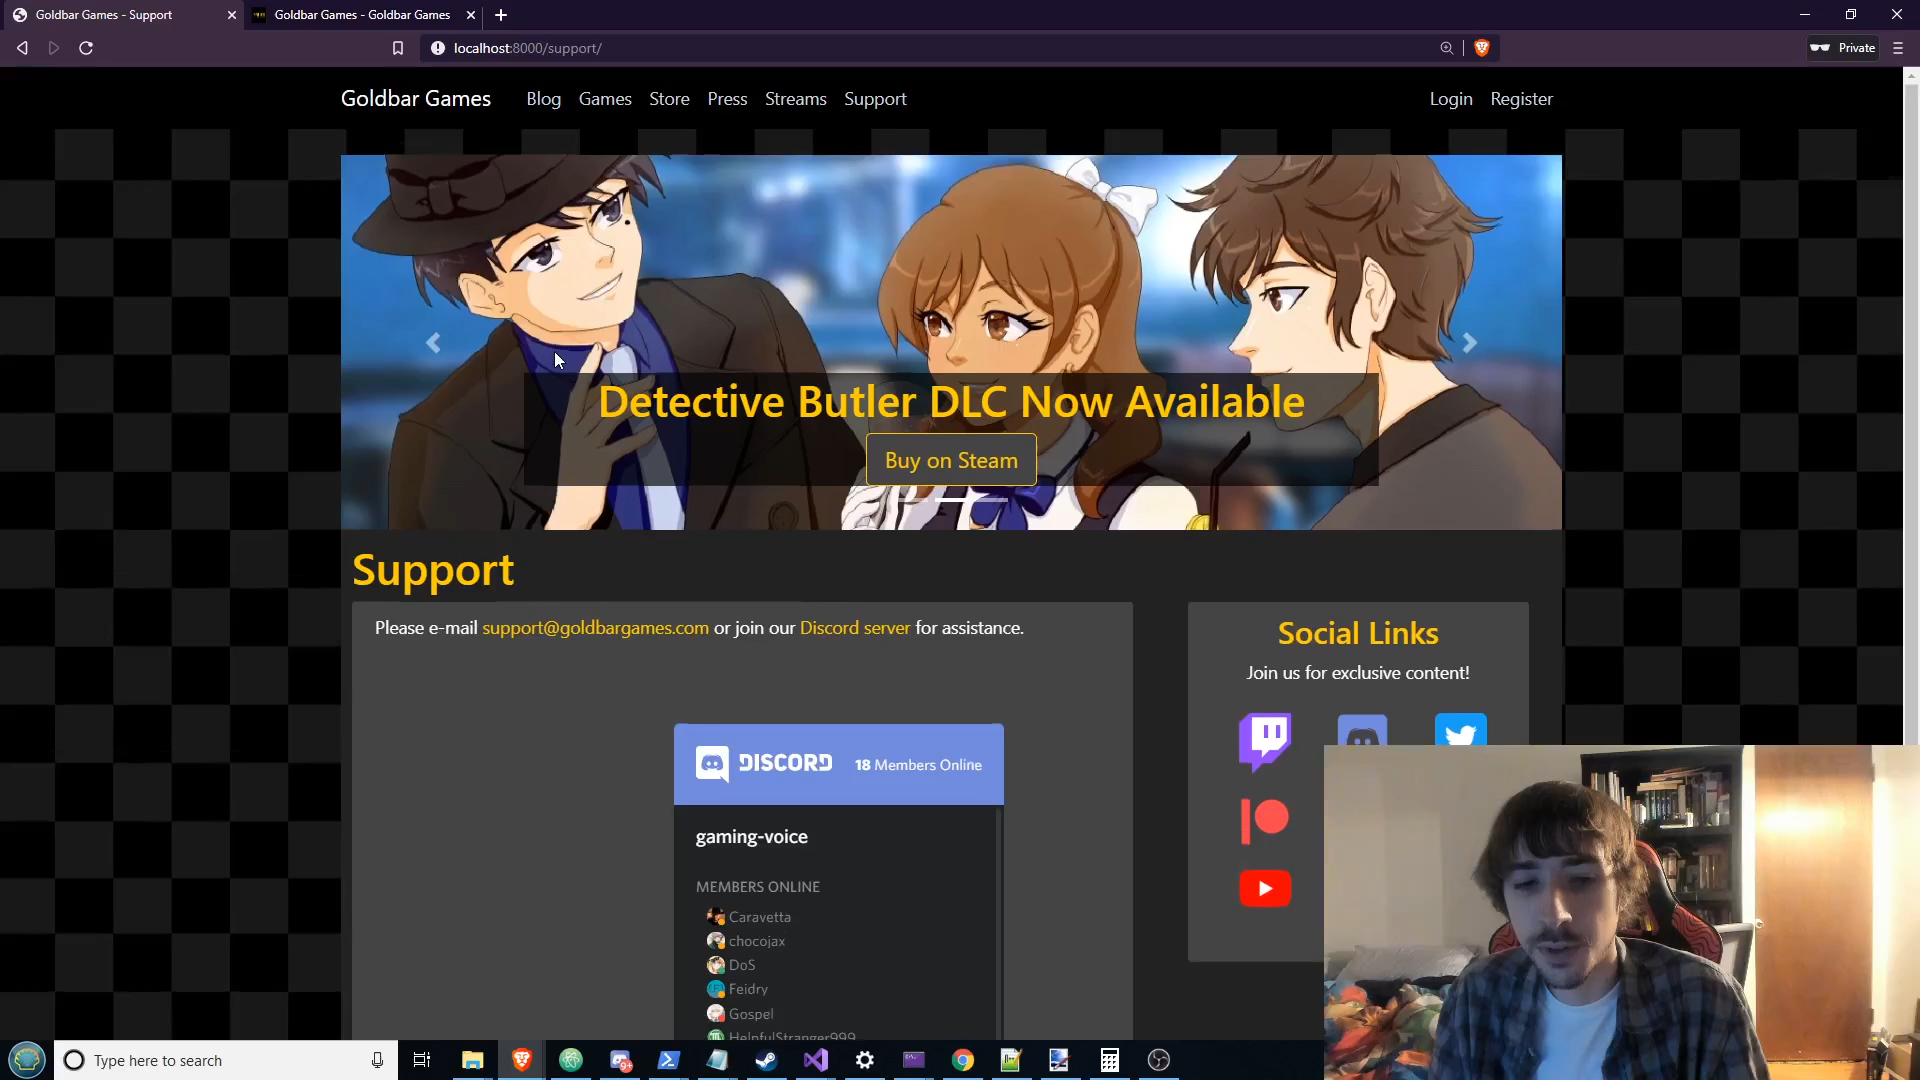 Goldbar Games - Support
Goldbar Games - Goldbar Games
localhost:8000/support/
Private
Goldbar Games
Blog
Games
Store
Press
Streams
Support
Login
Register
Detective Butler DLC Now Available
Buy on Steam
Support
Please e-mail support@goldbargames.com or join our Discord server for assistance.
Social Links
Join us for exclusive content!
DISCORD
18 Members Online
gaming-voice
MEMBERS ONLINE
Caravetta
chocojax
DoS
Feidry
Gospel
HelpfulStranger999
Type here to search